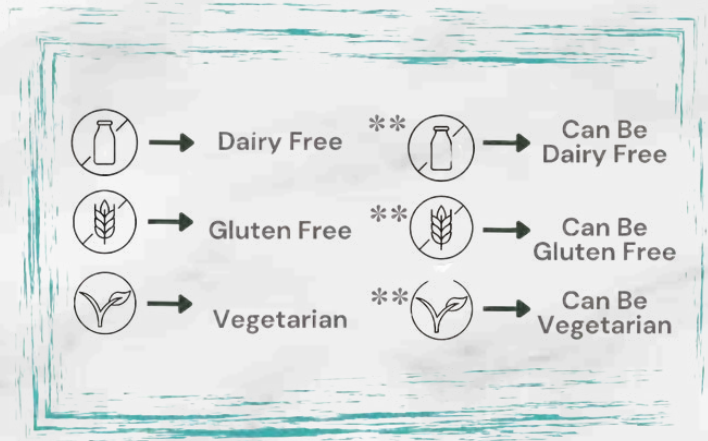 Dairy Free
** Can Be
Dairy Free
Gluten Free
** Can Be
Gluten Free
Vegetarian
** Can Be
Vegetarian